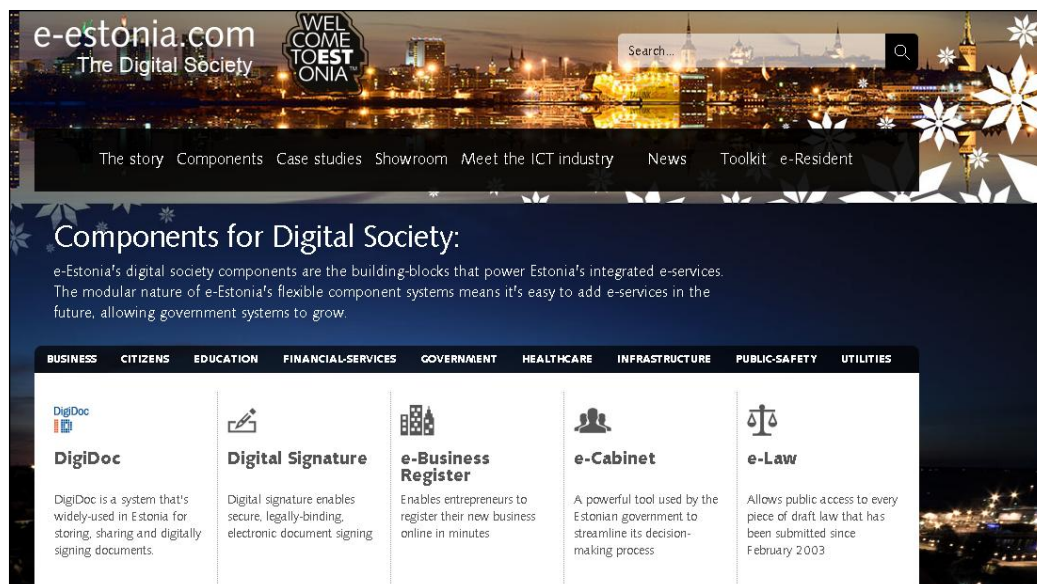 e-estonia.com
The Digital Society
WEL
COME
TO EST
ONIA
Search...
The story Components Case studies Showroom Meet the ICT industry News Toolkit e-Resident
Components for Digital Society:
e-Estonia's digital society components are the building-blocks that power Estonia's integrated e-services.
The modular nature of e-Estonia's flexible component systems means it's easy to add e-services in the
future, allowing government systems to grow.
BUSINESS CITIZENS EDUCATION FINANCIAL-SERVICES GOVERNMENT HEALTHCARE INFRASTRUCTURE PUBLIC-SAFETY UTILITIES
DigiDoc
DigiDoc
DigiDoc is a system that's
widely-used in Estonia for
storing, sharing and digitally
signing documents.
Digital Signature
Digital signature enables
secure, legally-binding,
electronic document signing
e-Business
Register
Enables entrepreneurs to
register their new business
online in minutes
e-Cabinet
A powerful tool used by the
Estonian government to
streamline its decision-
making process
e-Law
Allows public access to every
piece of draft law that has
been submitted since
February 2003